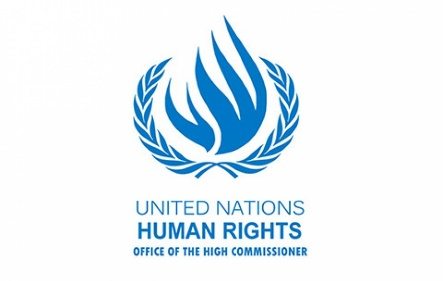 UNITED NATIONS
HUMAN RIGHTS
OFFICE OF THE HIGH COMMISSIONER